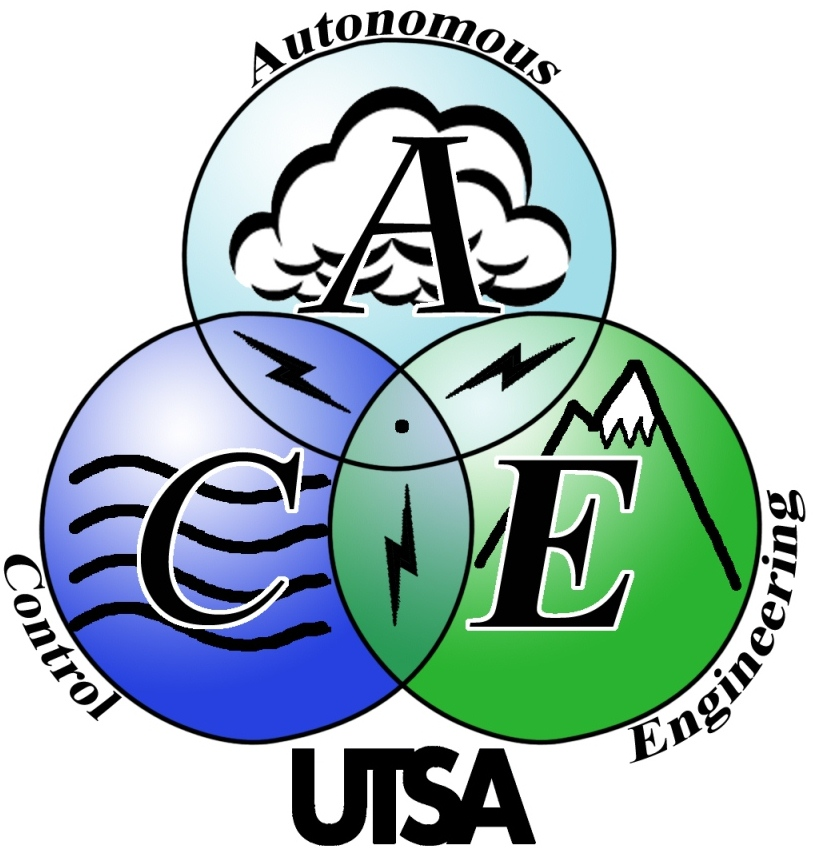 Autonomous
A
C
E
Control
Engineering
UTSA